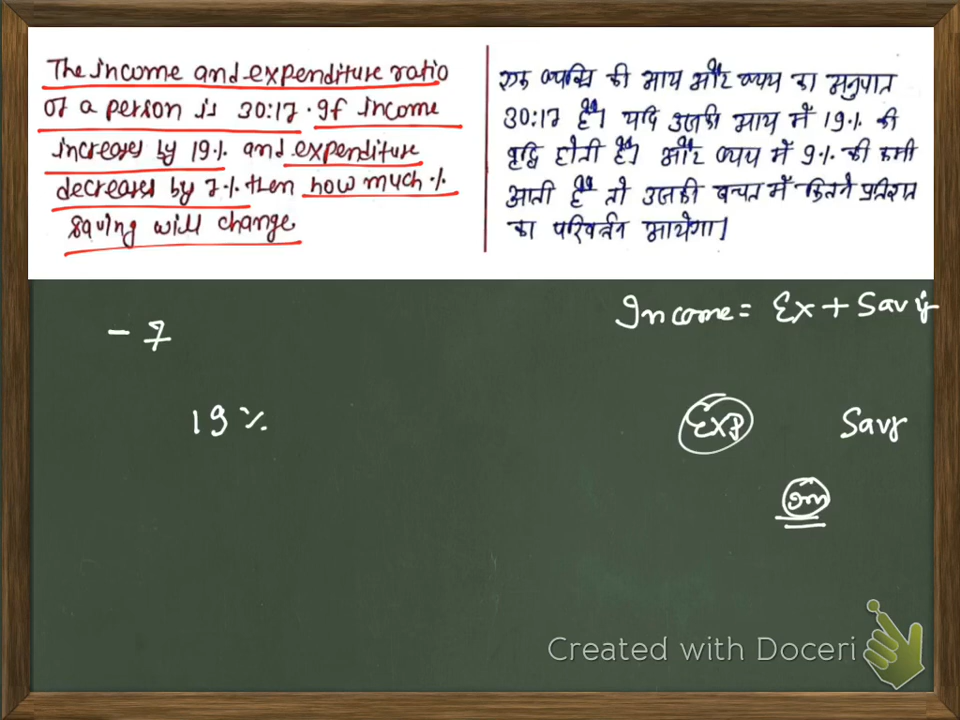 The income and expenditure ratio
of a person is 30:17. If income
increases by 19% and expenditure
decreases by 7% then how much %
saving will change
एक व्यक्ति की आय और व्यय का अनुपात
30:17 है। यदि उसकी आय में 19% की
वृद्धि होती है। और व्यय में 9% की कमी
आती है तो उसकी बचत में कितने प्रतिशत
का परिवर्तन आयेगा।
- 7
19%
Income = Ex + Savg
Exp
Savg
In
Created with Doceri